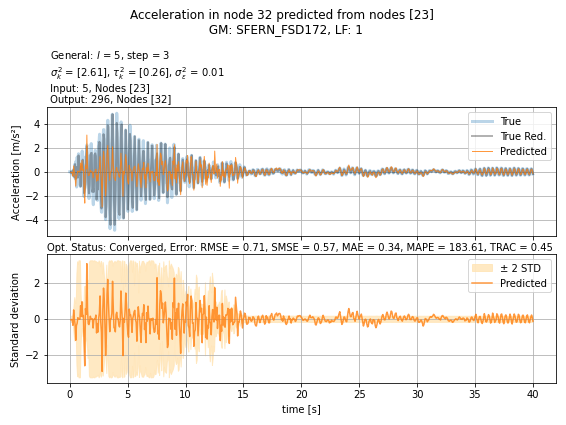 Acceleration in node 32 predicted from nodes [23]
GM: SFERN_FSD172, LF: 1
General: l = 5, step = 3
σ²ₖ = [2.61], τ²ₖ = [0.26], σ²ε = 0.01
Input: 5, Nodes [23]
Output: 296, Nodes [32]
Acceleration [m/s²]
4
2
0
−2
−4
True
True Red.
Predicted
Opt. Status: Converged, Error: RMSE = 0.71, SMSE = 0.57, MAE = 0.34, MAPE = 183.61, TRAC = 0.45
Standard deviation
2
0
−2
± 2 STD
Predicted
0 5 10 15 20 25 30 35 40
time [s]